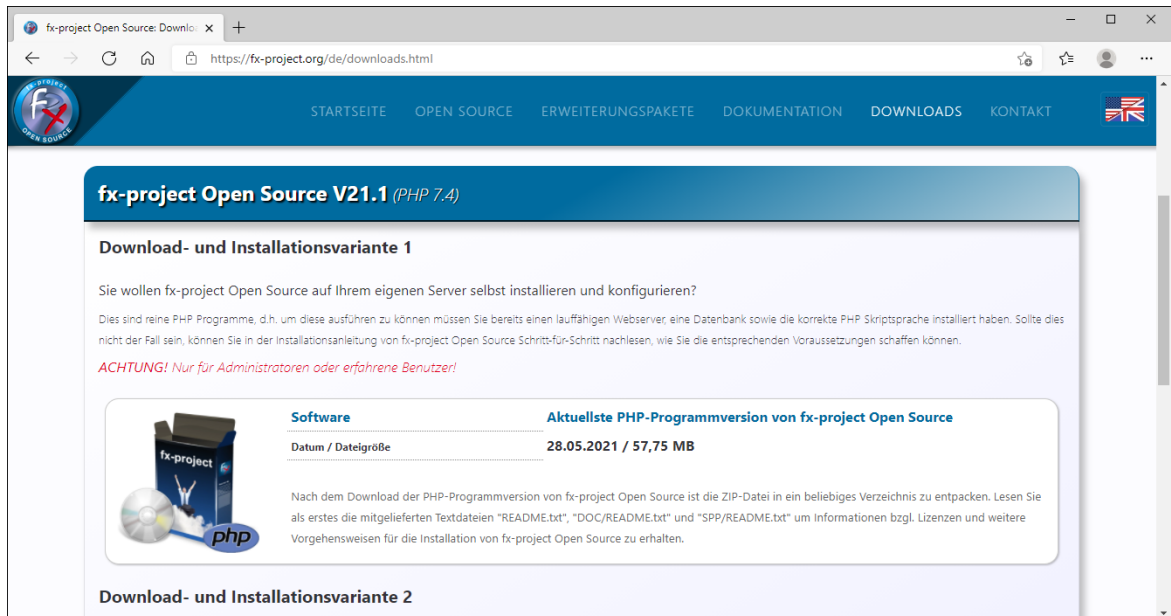 fx-project Open Source: Downlo
https://fx-project.org/de/downloads.html
fx-project
OPEN SOURCE
STARTSEITE OPEN SOURCE ERWEITERUNGSPAKETE DOKUMENTATION DOWNLOADS KONTAKT
fx-project Open Source V21.1 (PHP 7.4)
Download- und Installationsvariante 1
Sie wollen fx-project Open Source auf Ihrem eigenen Server selbst installieren und konfigurieren?
Dies sind reine PHP Programme, d.h. um diese ausführen zu können müssen Sie bereits einen lauffähigen Webserver, eine Datenbank sowie die korrekte PHP Skriptsprache installiert haben. Sollte dies
nicht der Fall sein, können Sie in der Installationsanleitung von fx-project Open Source Schritt-für-Schritt nachlesen, wie Sie die entsprechenden Voraussetzungen schaffen können.
ACHTUNG! Nur für Administratoren oder erfahrene Benutzer!
fx-project
php
Software Aktuellste PHP-Programmversion von fx-project Open Source
Datum / Dateigröße 28.05.2021 / 57,75 MB
Nach dem Download der PHP-Programmversion von fx-project Open Source ist die ZIP-Datei in ein beliebiges Verzeichnis zu entpacken. Lesen Sie
als erstes die mitgelieferten Textdateien "README.txt", "DOC/README.txt" und "SPP/README.txt" um Informationen bzgl. Lizenzen und weitere
Vorgehensweisen für die Installation von fx-project Open Source zu erhalten.
Download- und Installationsvariante 2